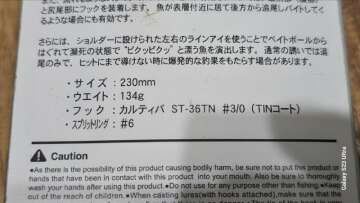 と尻尾部にフックを装着します。魚が表層付近に居て後方から追尾しバイトしてく
るような場合にも有効です。
さらには、ショルダーに設けられた左右のラインアイを使うことでベイトボールから
はぐれて瀕死の状態で"ピクッピクッ"と漂う魚を演出します。通常の誘いでは追
尾のみで、ヒットにまで導けない時に爆発的な釣果をもたす場合があります。
・サイズ：230mm
・ウエイト：134g
・フック：カルティバ ST-36TN #3/0 (TINコート)
・スプリットリング：#6
Caution
●As there is the possibility of this product causing bodily harm, be sure not to put this product or
hands that have been in contact with this product into your mouth. Also be sure to thoroughly
wash your hands after using this product. ●Do not use for any purpose other than fishing. ●Keep
out of the reach of children. ●When casting lures(with hooks attached), make sure that the